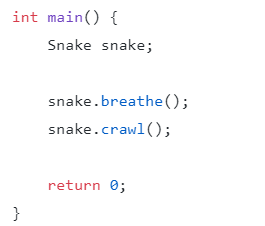 int main() {
    Snake snake;

    snake.breathe();
    snake.crawl();

    return 0;
}